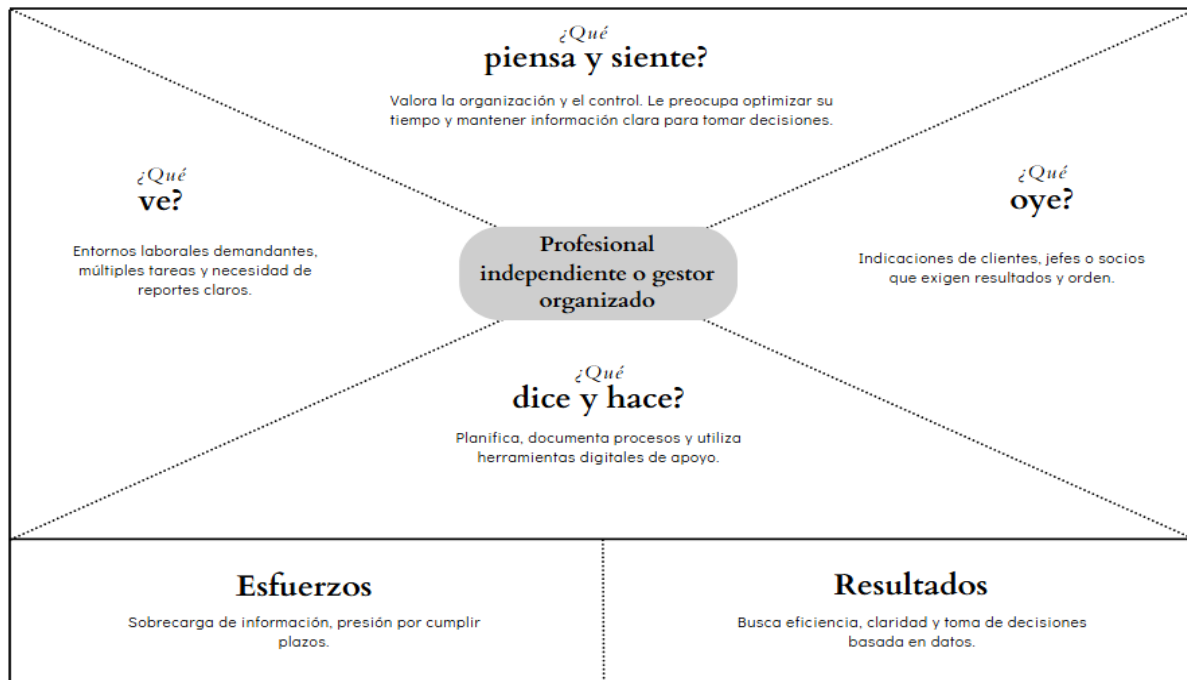 ¿Qué
piensa y siente?
Valora la organización y el control. Le preocupa optimizar su
tiempo y mantener información clara para tomar decisiones.
¿Qué
ve?
Entornos laborales demandantes,
múltiples tareas y necesidad de
reportes claros.
Profesional
independiente o gestor
organizado
¿Qué
oye?
Indicaciones de clientes, jefes o socios
que exigen resultados y orden.
¿Qué
dice y hace?
Planifica, documenta procesos y utiliza
herramientas digitales de apoyo.
Esfuerzos
Sobrecarga de información, presión por cumplir
plazos.
Resultados
Busca eficiencia, claridad y toma de decisiones
basada en datos.